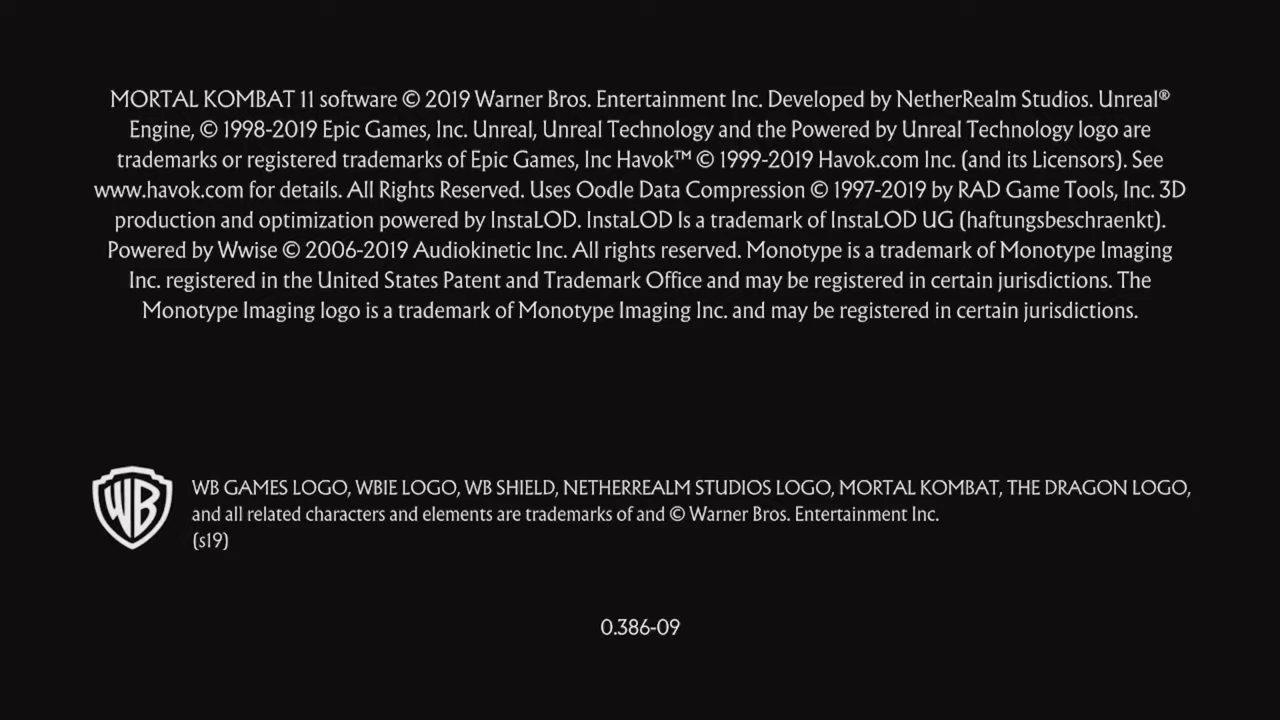 MORTAL KOMBAT 11 software © 2019 Warner Bros. Entertainment Inc. Developed by NetherRealm Studios. Unreal®
Engine, © 1998-2019 Epic Games, Inc. Unreal, Unreal Technology and the Powered by Unreal Technology logo are
trademarks or registered trademarks of Epic Games, Inc Havok™ © 1999-2019 Havok.com Inc. (and its Licensors). See
www.havok.com for details. All Rights Reserved. Uses Oodle Data Compression © 1997-2019 by RAD Game Tools, Inc. 3D
production and optimization powered by InstaLOD. InstaLOD Is a trademark of InstaLOD UG (haftungsbeschraenkt).
Powered by Wwise © 2006-2019 Audiokinetic Inc. All rights reserved. Monotype is a trademark of Monotype Imaging
Inc. registered in the United States Patent and Trademark Office and may be registered in certain jurisdictions. The
Monotype Imaging logo is a trademark of Monotype Imaging Inc. and may be registered in certain jurisdictions.
WB
WB GAMES LOGO, WBIE LOGO, WB SHIELD, NETHERREALM STUDIOS LOGO, MORTAL KOMBAT, THE DRAGON LOGO,
and all related characters and elements are trademarks of and © Warner Bros. Entertainment Inc.
(s19)
0.386-09